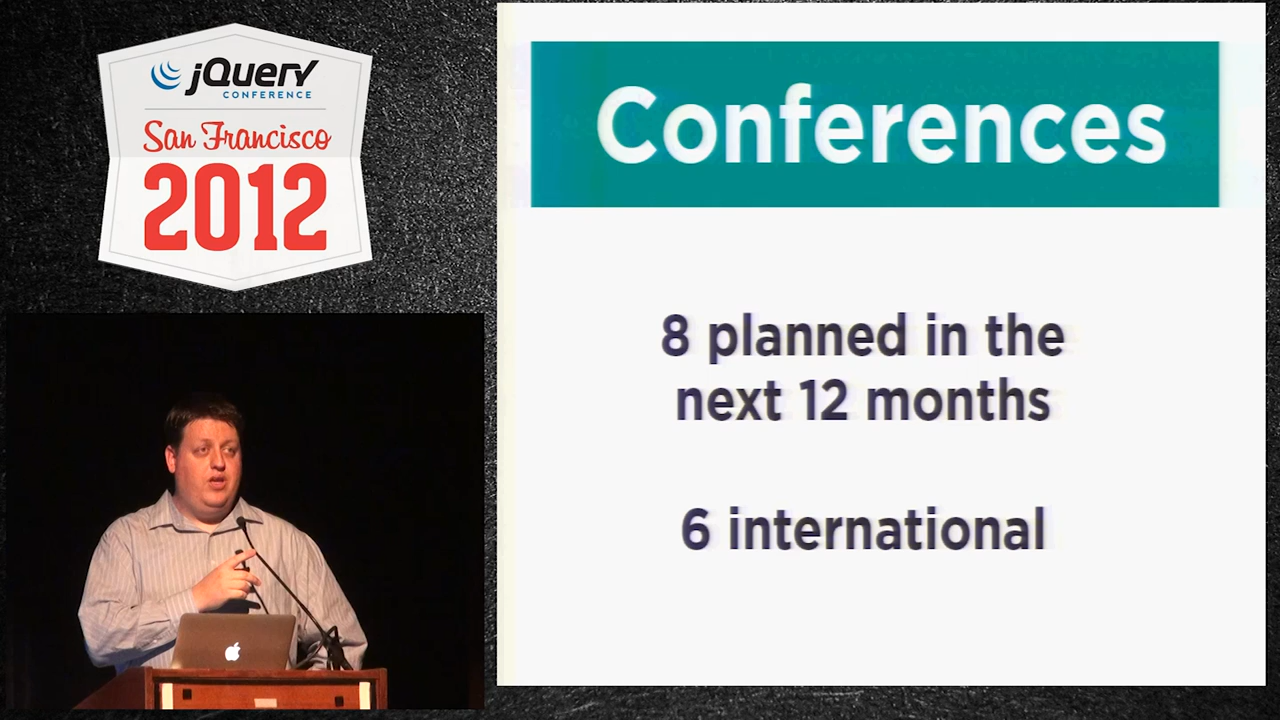 jQuery
CONFERENCE
San Francisco
2012
Conferences
8 planned in the
next 12 months
6 international